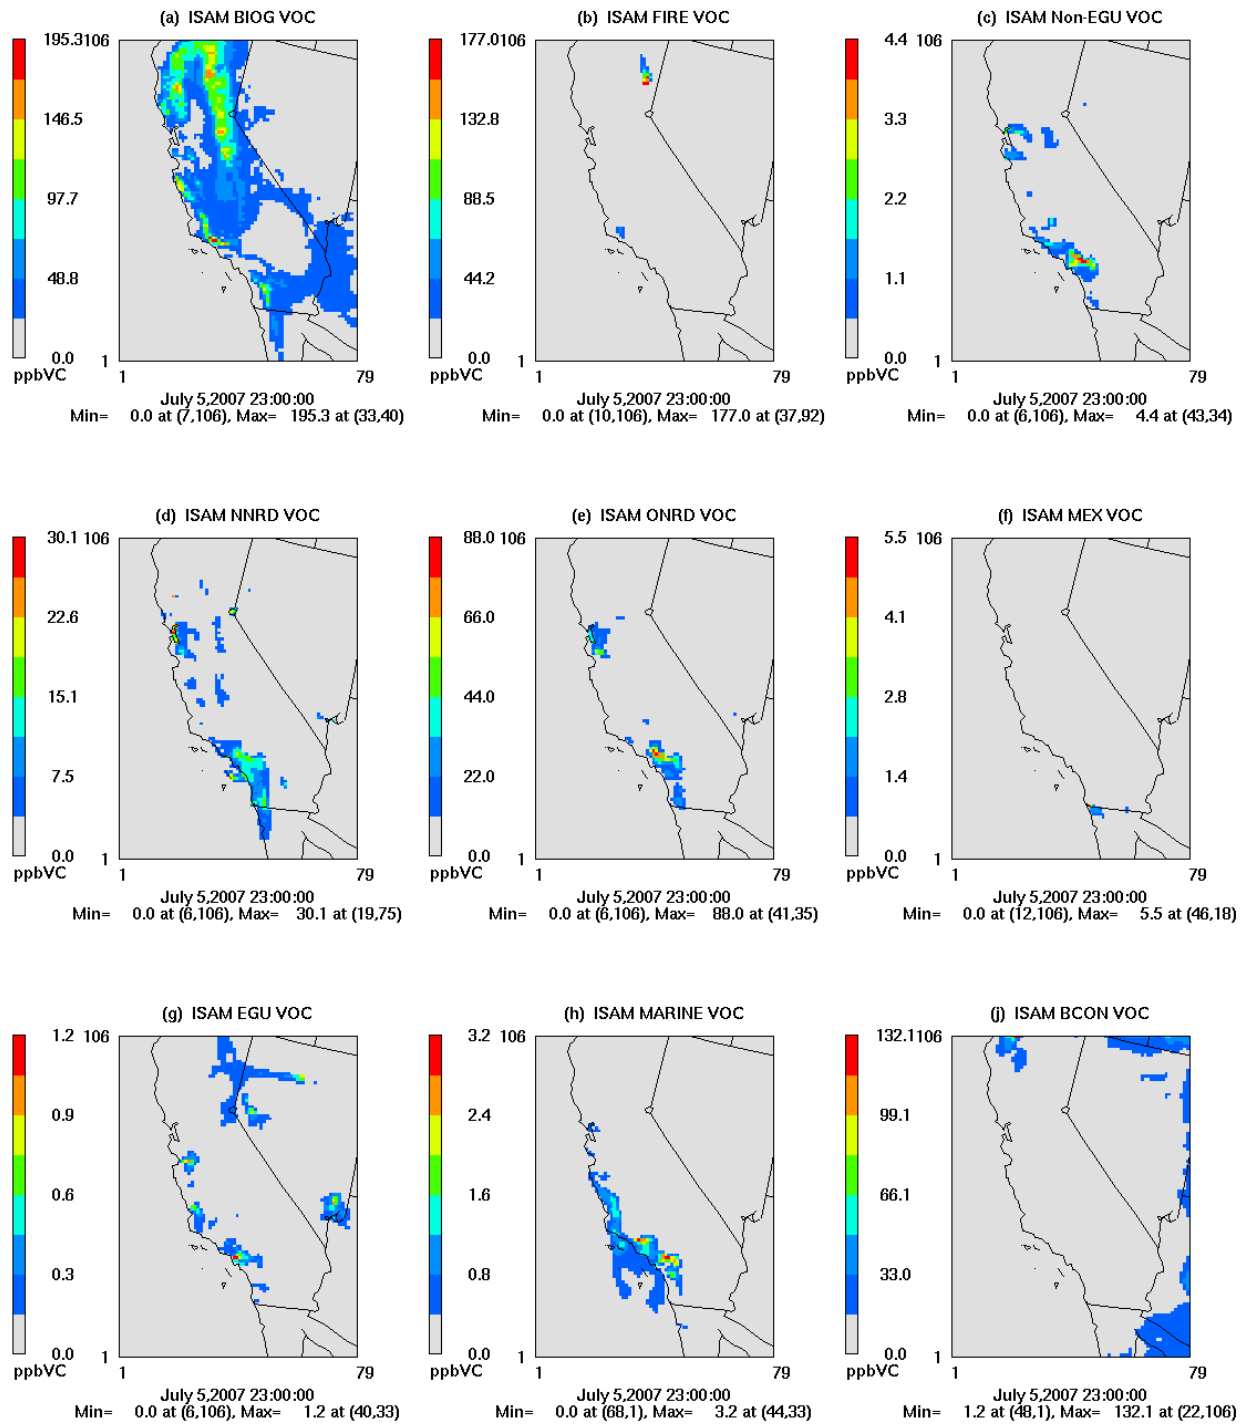 (a) ISAM BIOG VOC
195.3
146.5
97.7
48.8
0.0
ppbVC
106
1
1
79
July 5,2007 23:00:00
Min= 0.0 at (7,106), Max= 195.3 at (33,40)
(b) ISAM FIRE VOC
177.0
132.8
88.5
44.2
0.0
ppbVC
106
1
1
79
July 5,2007 23:00:00
Min= 0.0 at (10,106), Max= 177.0 at (37,92)
(c) ISAM Non-EGU VOC
4.4
3.3
2.2
1.1
0.0
ppbVC
106
1
1
79
July 5,2007 23:00:00
Min= 0.0 at (6,106), Max= 4.4 at (43,34)
(d) ISAM NNRD VOC
30.1
22.6
15.1
7.5
0.0
ppbVC
106
1
1
79
July 5,2007 23:00:00
Min= 0.0 at (6,106), Max= 30.1 at (19,75)
(e) ISAM ONRD VOC
88.0
66.0
44.0
22.0
0.0
ppbVC
106
1
1
79
July 5,2007 23:00:00
Min= 0.0 at (6,106), Max= 88.0 at (41,35)
(f) ISAM MEX VOC
5.5
4.1
2.8
1.4
0.0
ppbVC
106
1
1
79
July 5,2007 23:00:00
Min= 0.0 at (12,106), Max= 5.5 at (46,18)
(g) ISAM EGU VOC
1.2
0.9
0.6
0.3
0.0
ppbVC
106
1
1
79
July 5,2007 23:00:00
Min= 0.0 at (6,106), Max= 1.2 at (40,33)
(h) ISAM MARINE VOC
3.2
2.4
1.6
0.8
0.0
ppbVC
106
1
1
79
July 5,2007 23:00:00
Min= 0.0 at (68,1), Max= 3.2 at (44,33)
(j) ISAM BCON VOC
132.1
99.1
66.1
33.0
0.0
ppbVC
106
1
1
79
July 5,2007 23:00:00
Min= 1.2 at (48,1), Max= 132.1 at (22,106)